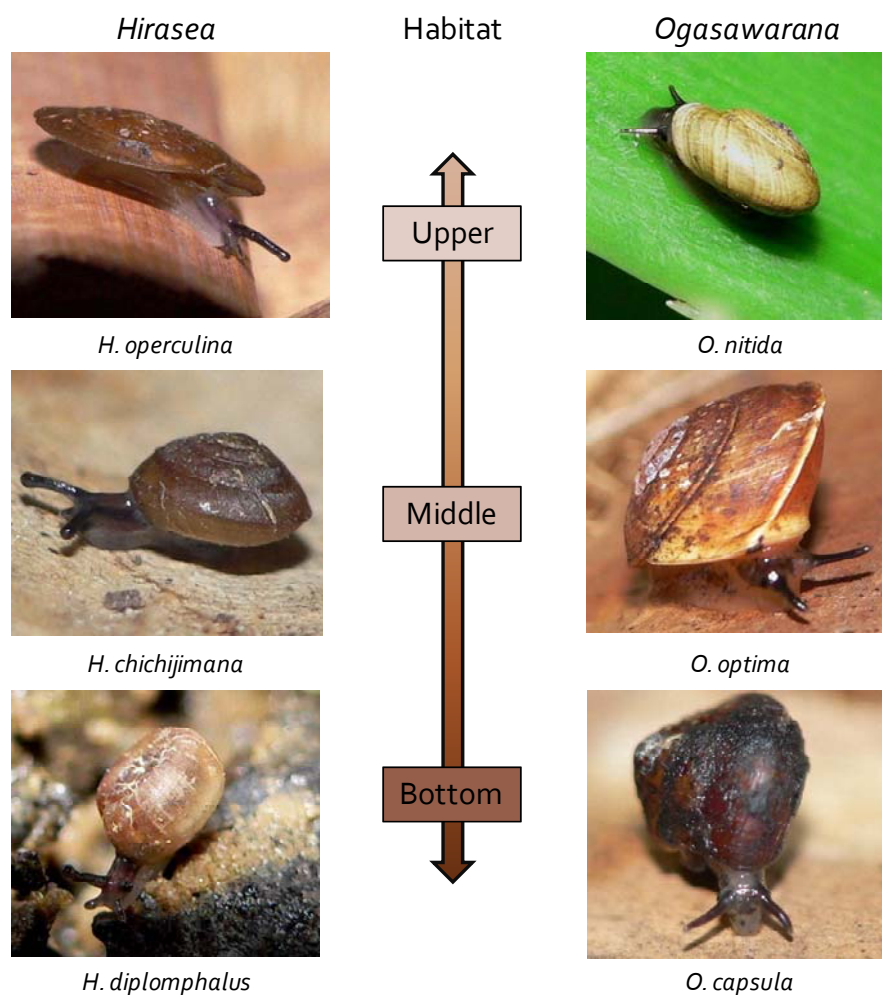 Hirasea
Habitat
Ogasawarana
Upper
H. operculina
O. nitida
Middle
H. chichijimana
O. optima
Bottom
H. diplomphalus
O. capsula